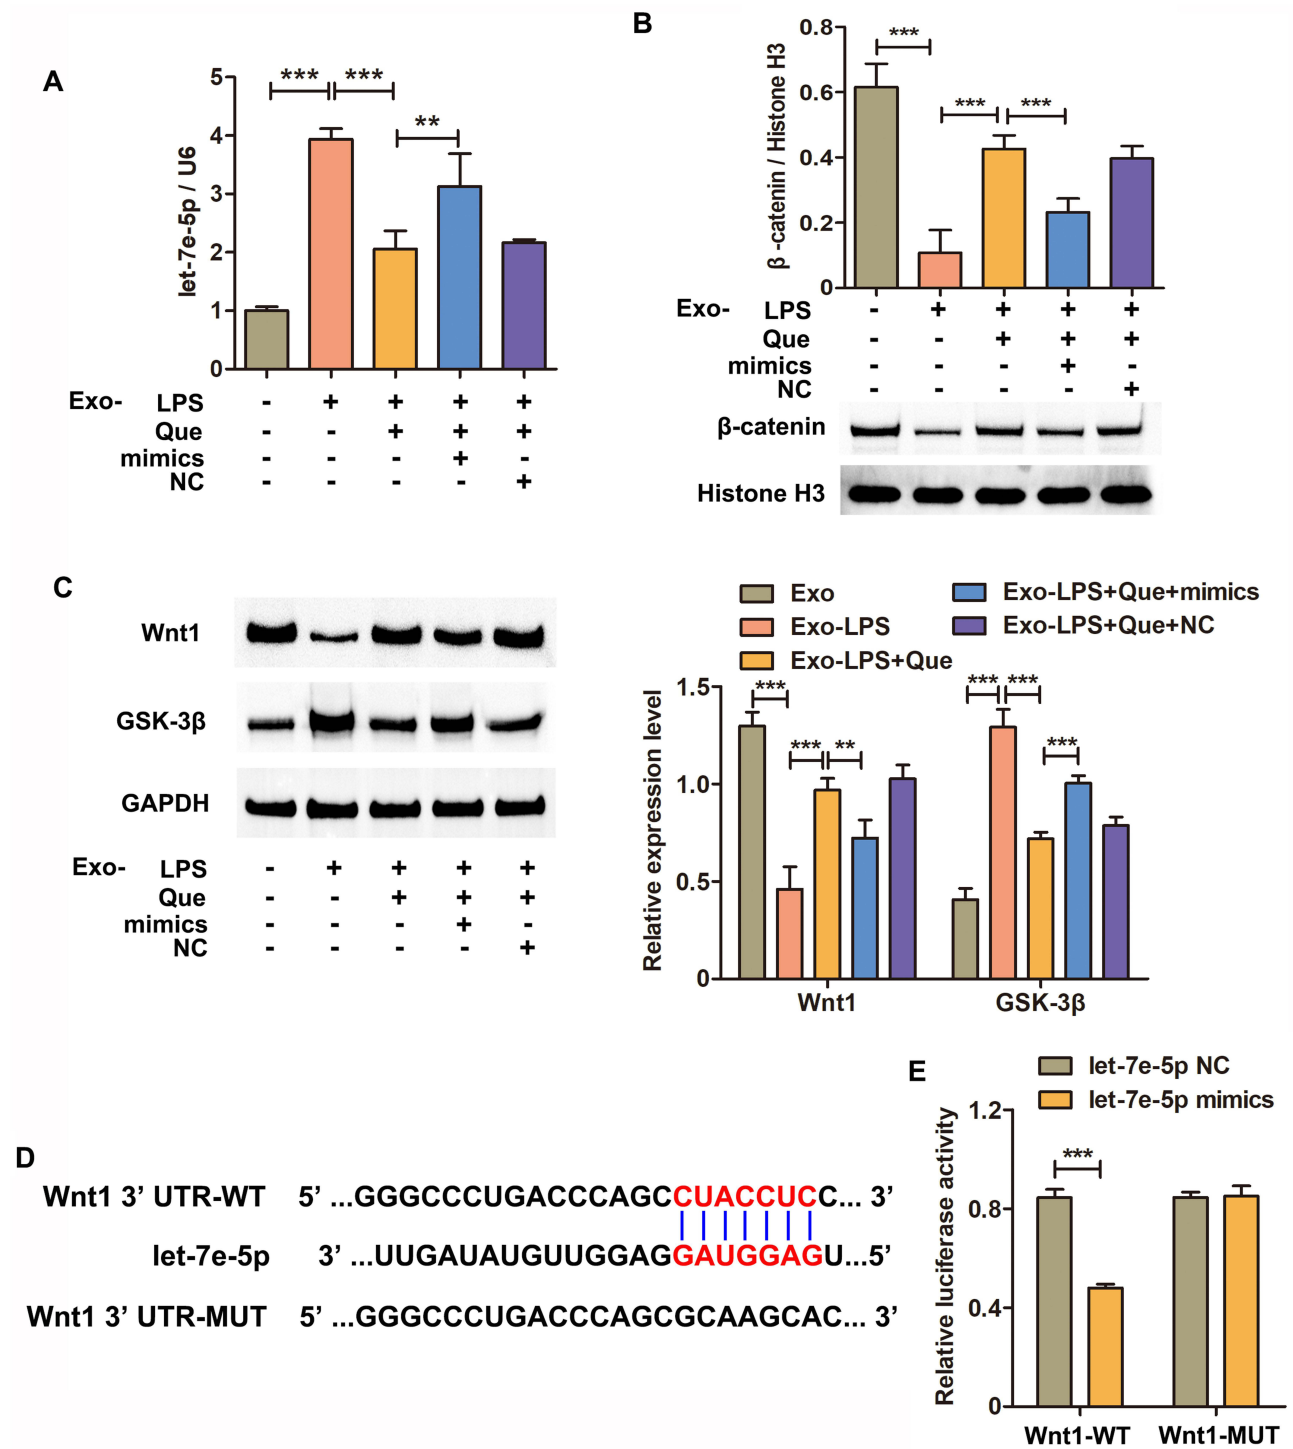 A
let-7e-5p / U6
5
4
3
2
1
0
*** ***
**
Exo- LPS - + + + +
Que - - + + +
mimics - - - + -
NC - - - - +
B
β -catenin / Histone H3
0.8
0.6
0.4
0.2
0
***
*** ***
Exo- LPS - + + + +
Que - - + + +
mimics - - - + -
NC - - - - +
β-catenin
Histone H3
C
Wnt1
GSK-3β
GAPDH
Exo- LPS - + + + +
Que - - + + +
mimics - - - + -
NC - - - - +
Exo
Exo-LPS
Exo-LPS+Que
Exo-LPS+Que+mimics
Exo-LPS+Que+NC
Relative expression level
1.5
1.0
0.5
0
*** *** ***
*** ** ***
Wnt1 GSK-3β
D
Wnt1 3’ UTR-WT 5’ ...GGGCCCUGACCCAGCCUACCUCC... 3’
let-7e-5p 3’ ...UUGAUAUGUUGGAGGAUGGAGU...5’
Wnt1 3’ UTR-MUT 5’ ...GGGCCCUGACCCAGCGCAAGCAC... 3’
E
let-7e-5p NC
let-7e-5p mimics
Relative luciferase activity
1.2
0.8
0.4
0
***
Wnt1-WT Wnt1-MUT